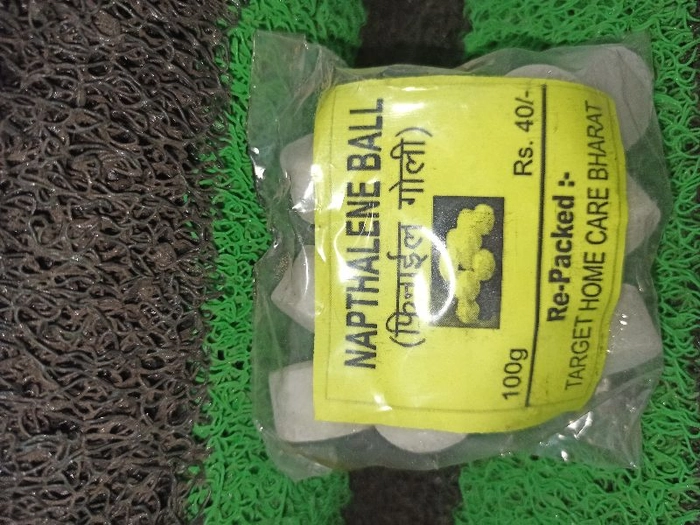 NAPTHALENE BALL
(फिनाईल गोली)
100g Rs. 40/-
Re-Packed :-
TARGET HOME CARE BHARAT